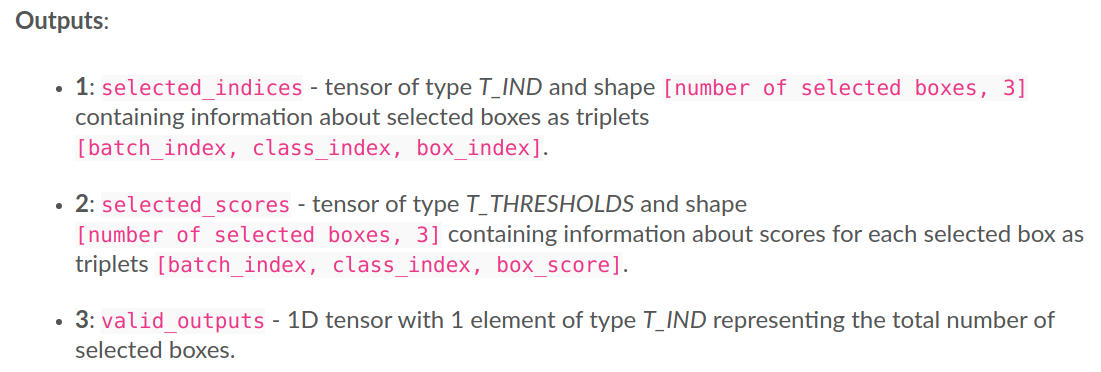 Outputs:
• 1: selected_indices - tensor of type T_IND and shape [number of selected boxes, 3]
containing information about selected boxes as triplets
[batch_index, class_index, box_index].
• 2: selected_scores - tensor of type T_THRESHOLDS and shape
[number of selected boxes, 3] containing information about scores for each selected box as
triplets [batch_index, class_index, box_score].
• 3: valid_outputs - 1D tensor with 1 element of type T_IND representing the total number of
selected boxes.